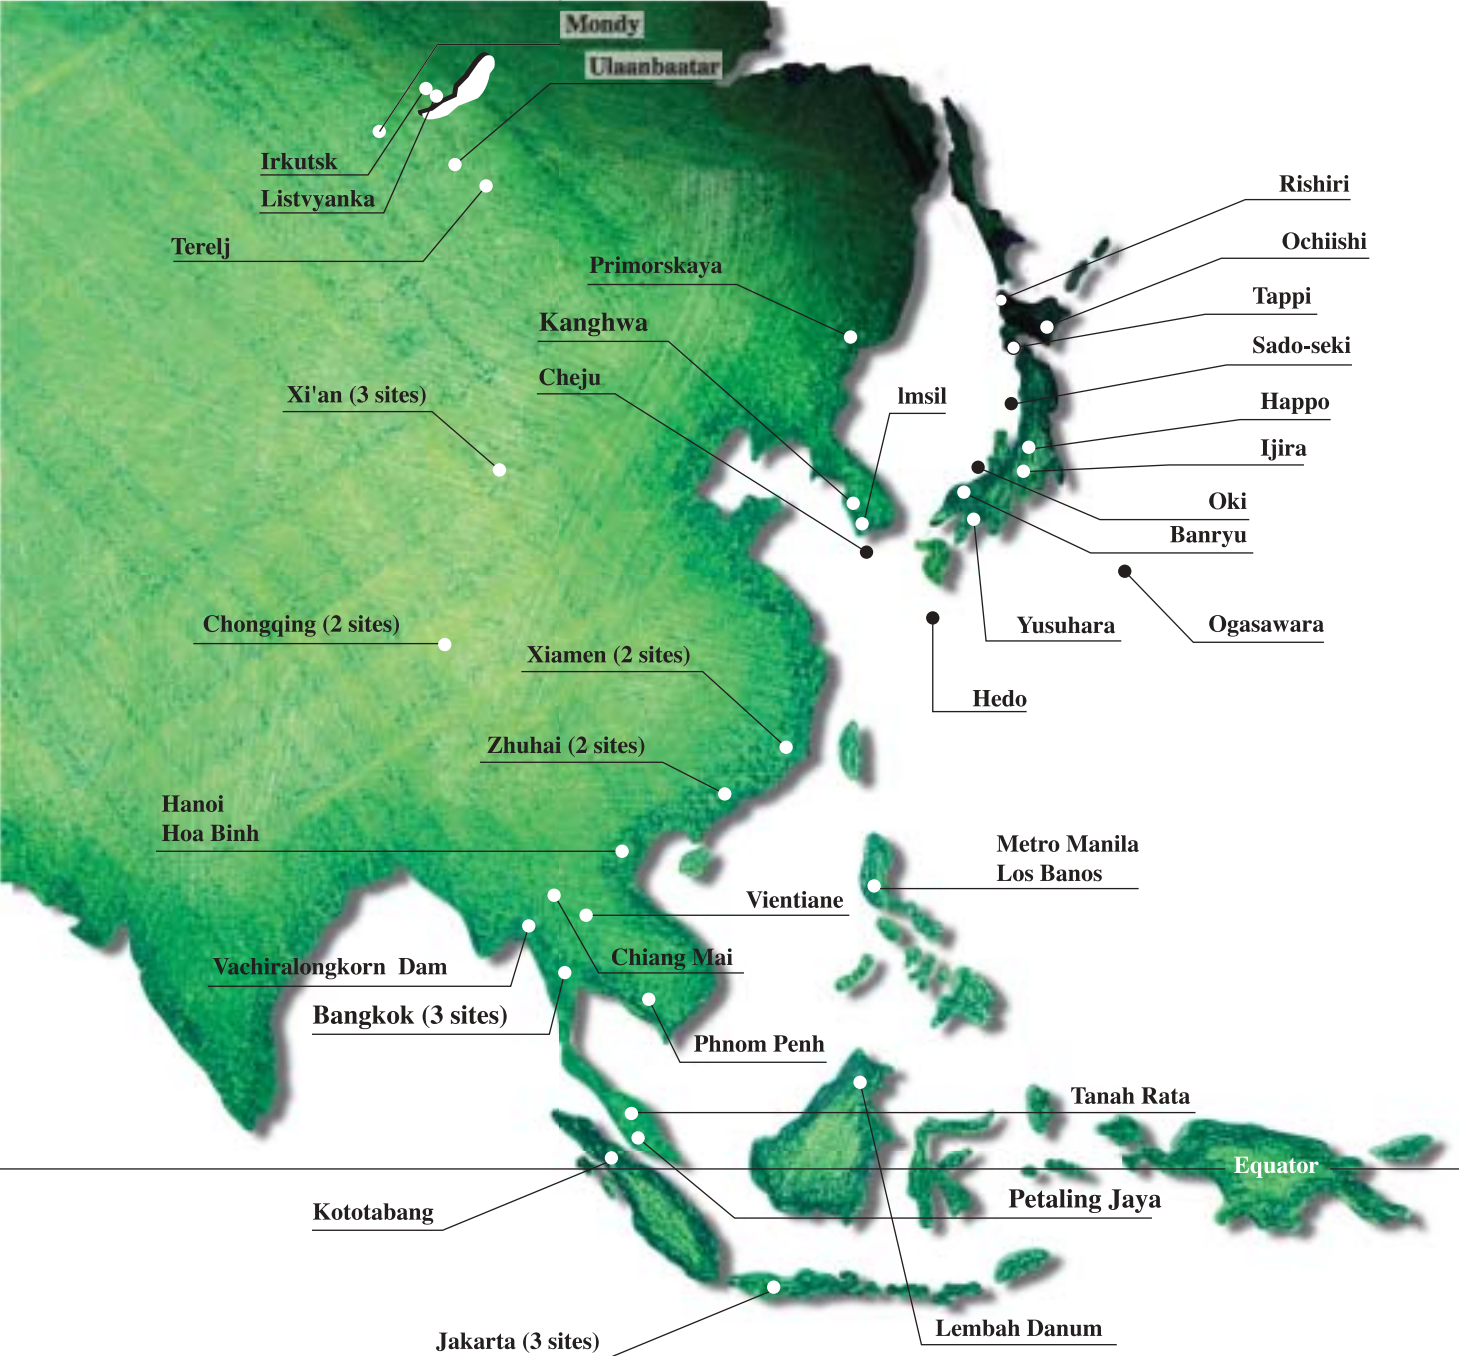 Mondy
Ulaanbaatar
Irkutsk
Listvyanka
Terelj
Rishiri
Ochiishi
Primorskaya
Tappi
Kanghwa
Sado-seki
Cheju
Xi'an (3 sites)
lmsil
Happo
Ijira
Oki
Banryu
Chongqing (2 sites)
Yusuhara
Ogasawara
Xiamen (2 sites)
Hedo
Zhuhai (2 sites)
Hanoi
Hoa Binh
Metro Manila
Los Banos
Vientiane
Chiang Mai
Vachiralongkorn Dam
Bangkok (3 sites)
Phnom Penh
Tanah Rata
Equator
Petaling Jaya
Kototabang
Lembah Danum
Jakarta (3 sites)